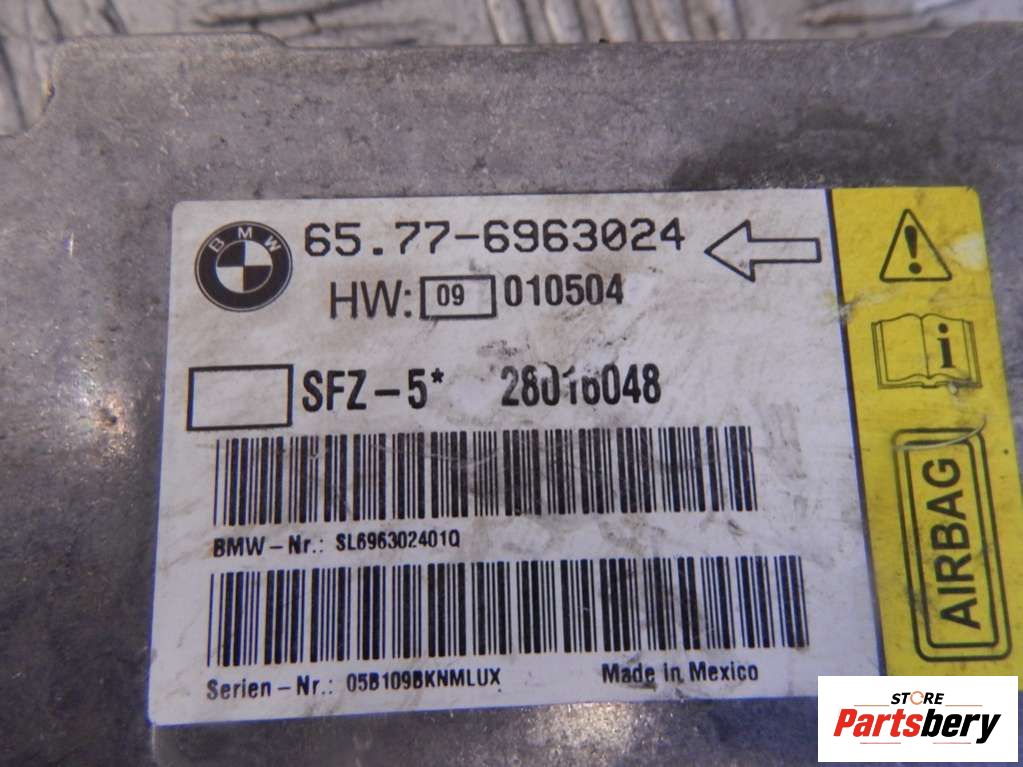 BMW
65.77-6963024
HW: 09 010504
SFZ-5* 28016048
BMW-Nr.: SL696302401Q
Serien-Nr.: 05B109BKNMLUX Made in Mexico
i
AIRBAG
STORE
Partsbery